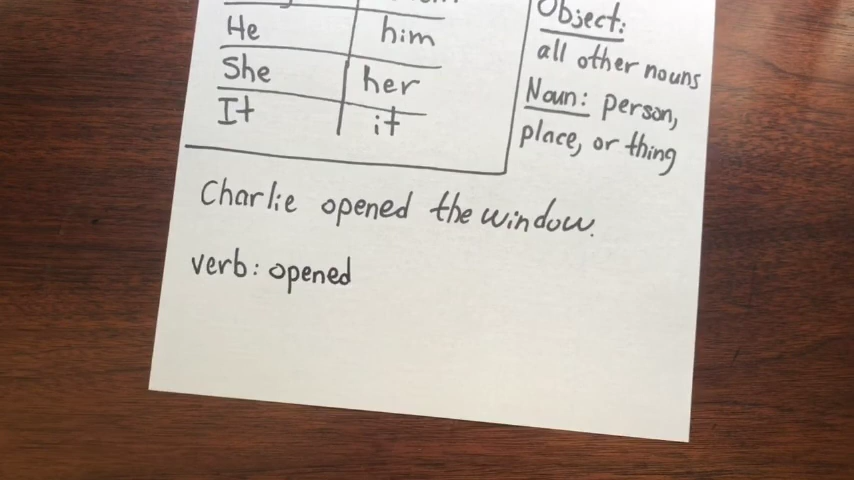 He him
She her
It it
Object:
all other nouns
Noun: person,
place, or thing
Charlie opened the window.
verb: opened